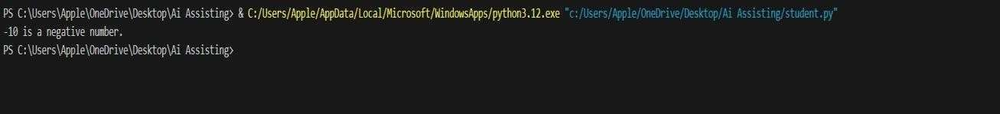 PS C:\Users\Apple\OneDrive\Desktop\Ai Assisting> & C:/Users/Apple/AppData/Local/Microsoft/WindowsApps/python3.12.exe "c:/Users/Apple/OneDrive/Desktop/Ai Assisting/student.py"
-10 is a negative number.
PS C:\Users\Apple\OneDrive\Desktop\Ai Assisting>